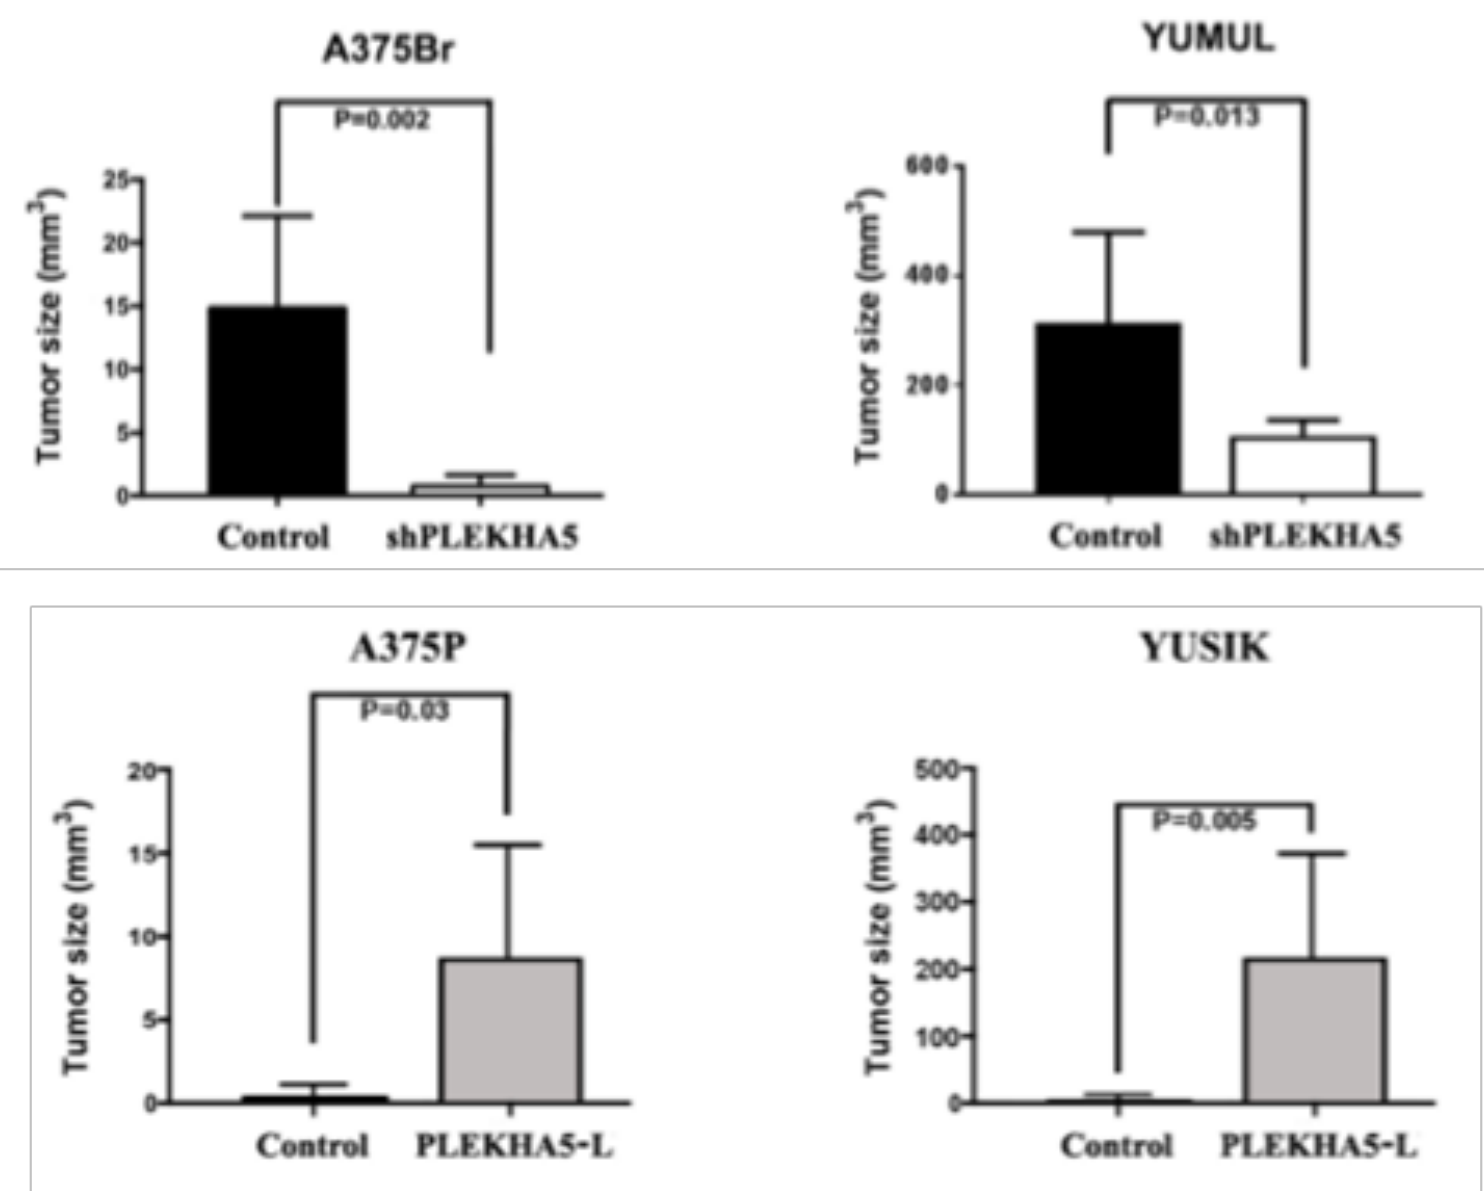 A375Br
P=0.002
Tumor size (mm³)
25
20
15
10
5
0
Control shPLEKHA5
YUMUL
P=0.013
Tumor size (mm³)
600
400
200
0
Control shPLEKHA5
A375P
P=0.03
Tumor size (mm³)
20
15
10
5
0
Control PLEKHA5-L
YUSIK
P=0.005
Tumor size (mm³)
500
400
300
200
100
0
Control PLEKHA5-L